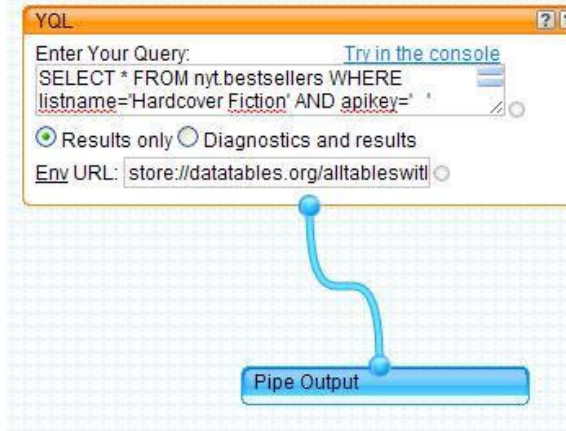 YQL
Enter Your Query: Try in the console
SELECT * FROM nyt.bestsellers WHERE
listname='Hardcover Fiction' AND apikey=' '
Results only Diagnostics and results
Env URL: store://datatables.org/alltableswitl
Pipe Output